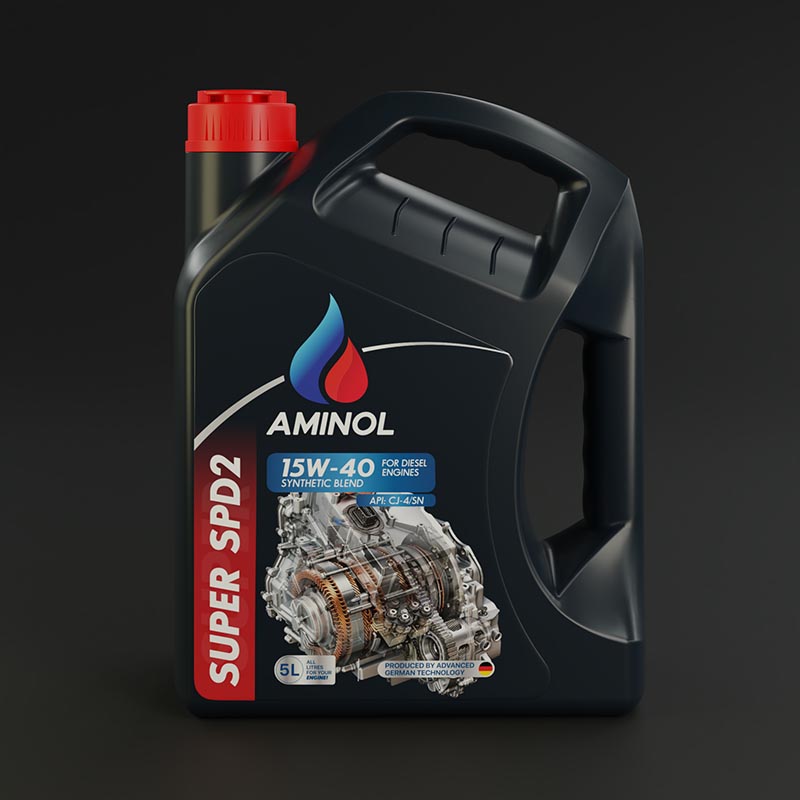 AMINOL
15W-40
FOR DIESEL
ENGINES
SYNTHETIC BLEND
API: CJ-4/SN
SUPER SPD2
5L
ALL
LITRES
FOR YOUR
ENGINE!
PRODUCED BY ADVANCED
GERMAN TECHNOLOGY